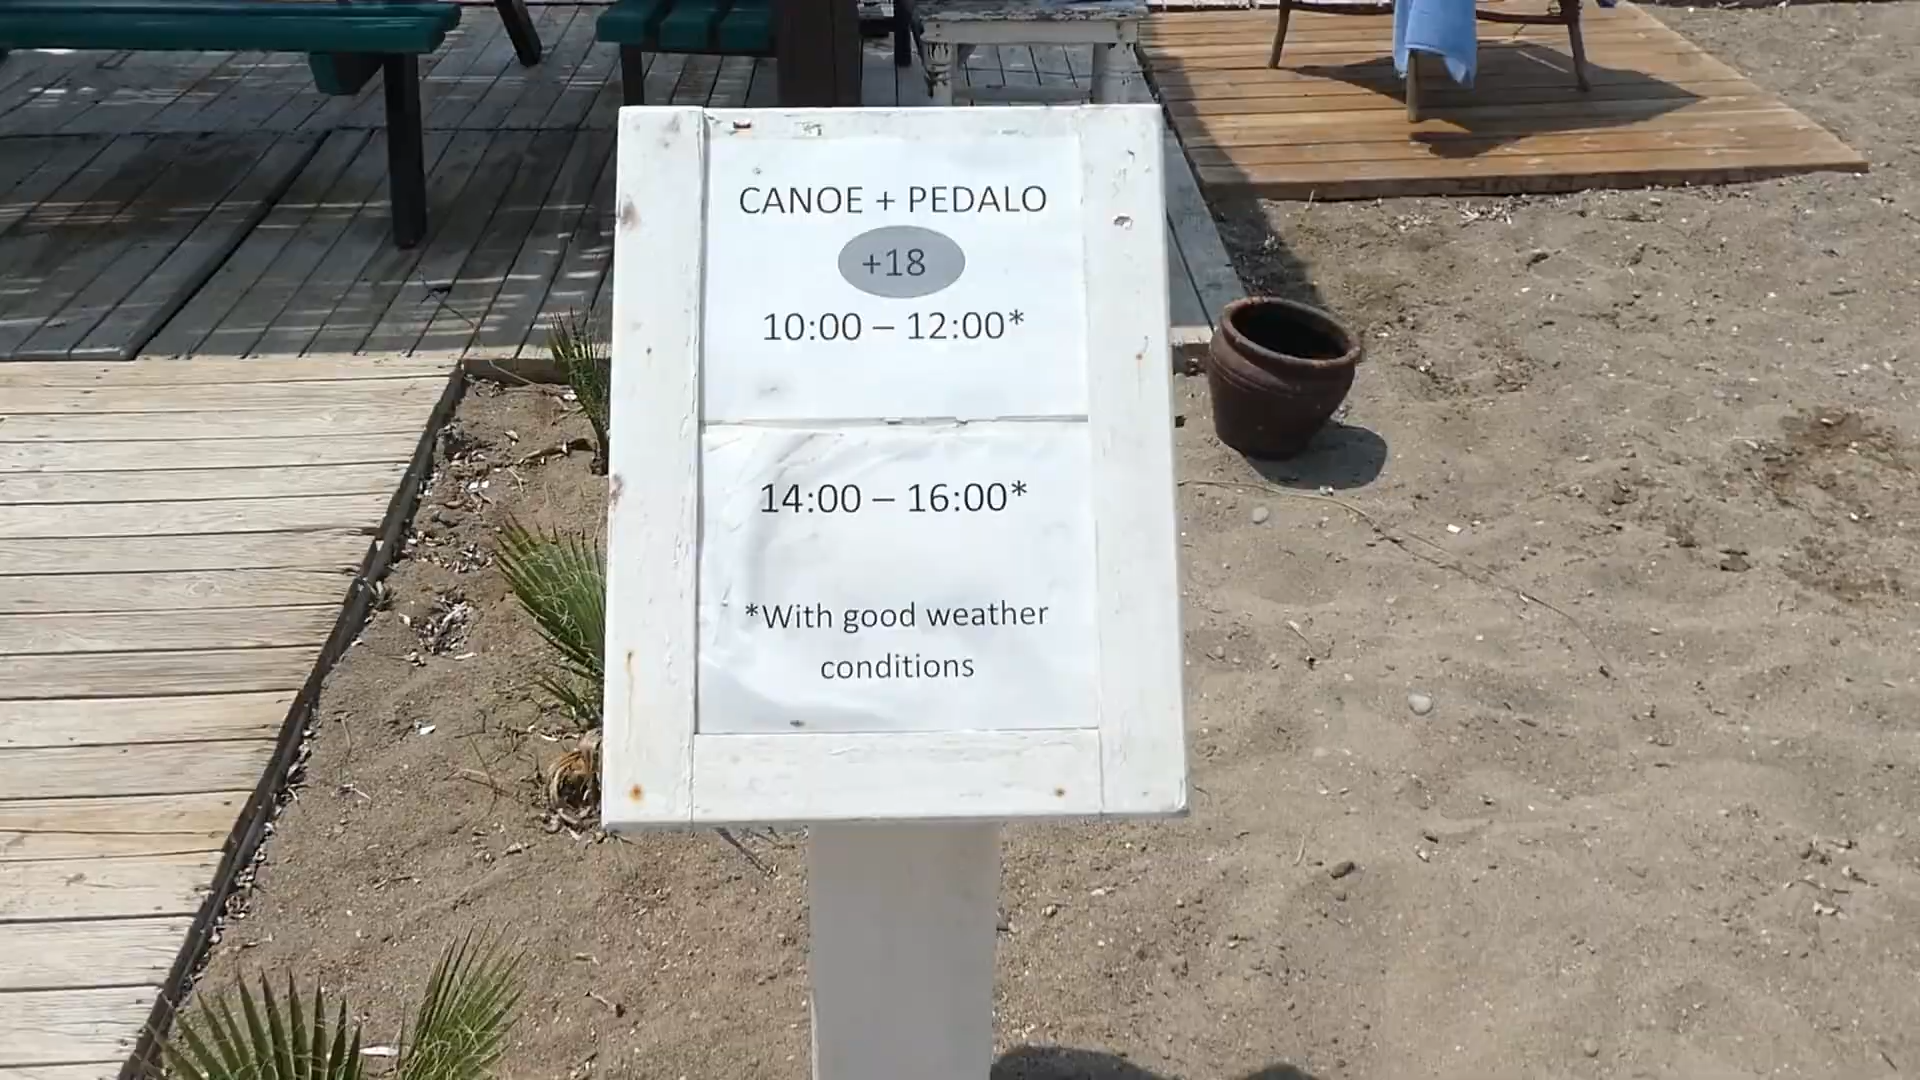 CANOE + PEDALO
+18
10:00 – 12:00*
14:00 – 16:00*
*With good weather
conditions